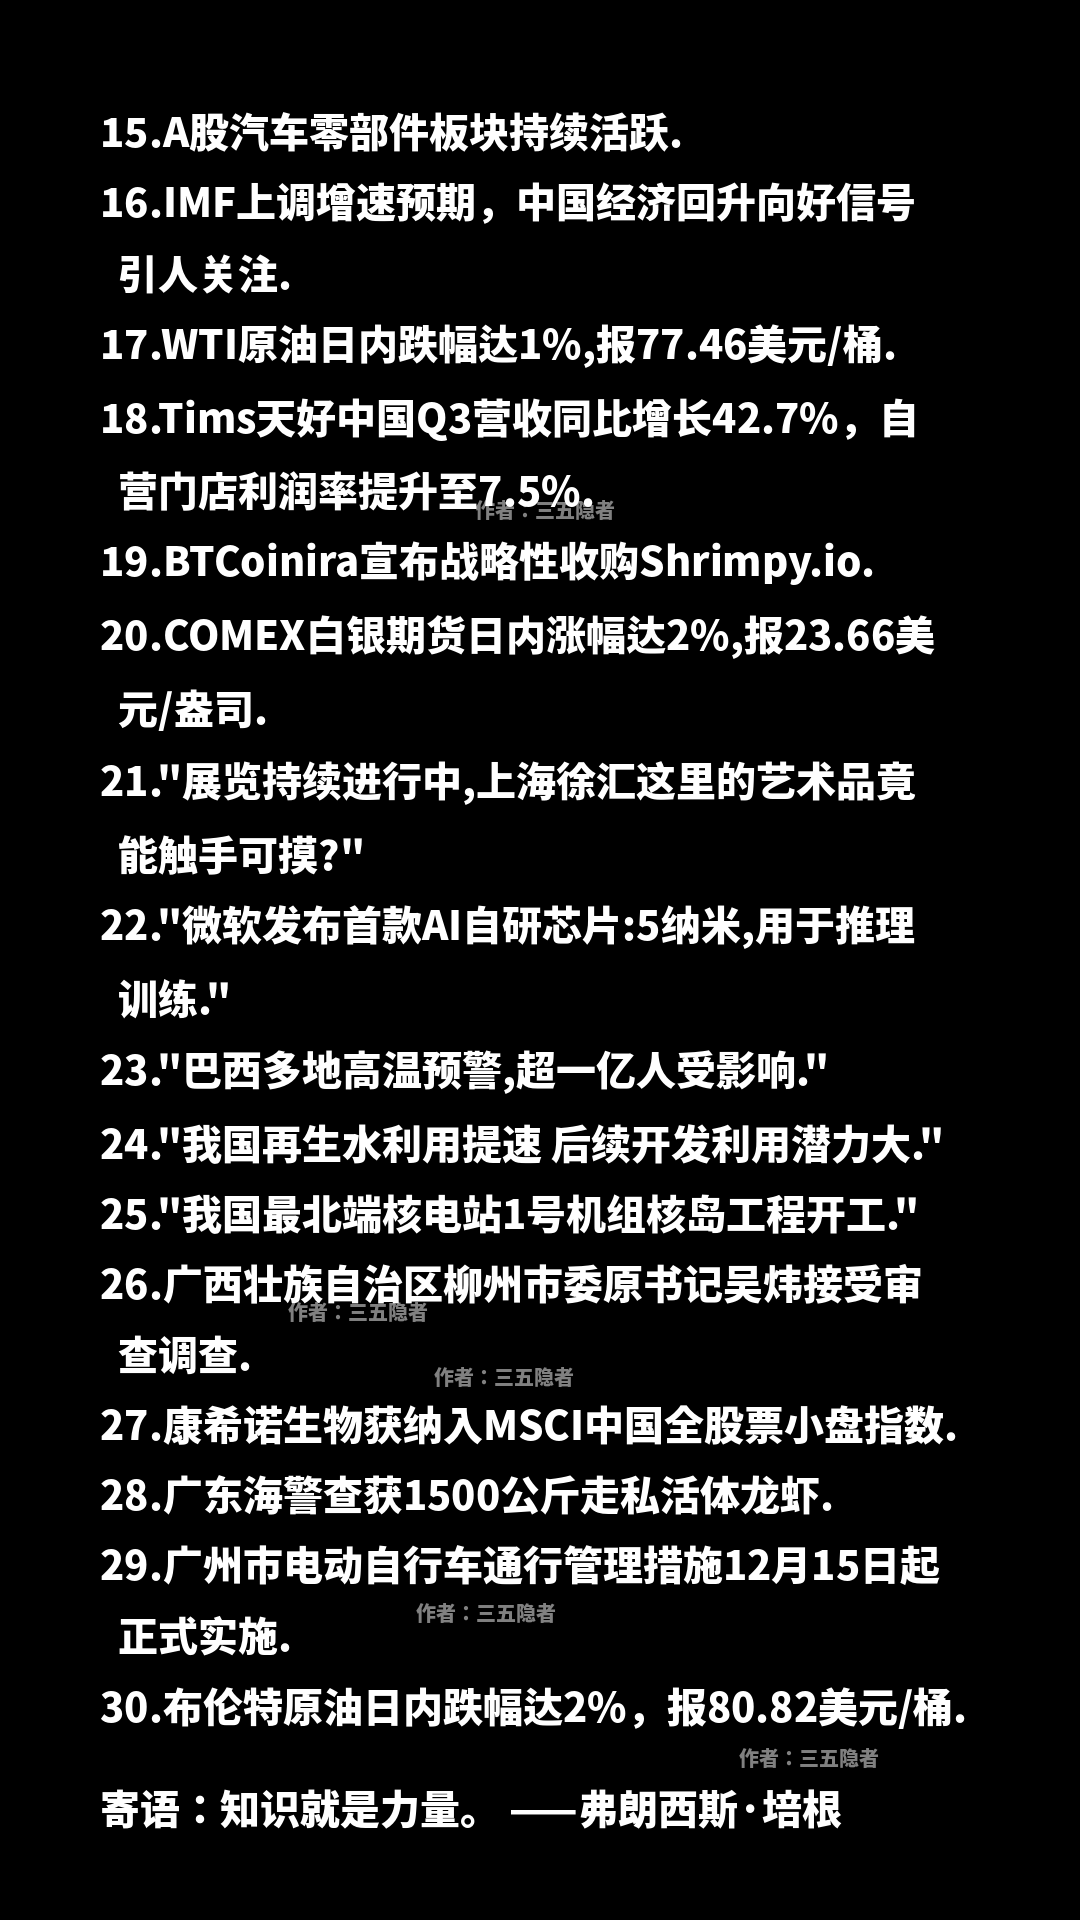 15.A股汽车零部件板块持续活跃.
16.IMF上调增速预期，中国经济回升向好信号
引人关注.
17.WTI原油日内跌幅达1%,报77.46美元/桶.
18.Tims天好中国Q3营收同比增长42.7%，自
营门店利润率提升至7.5%.
作者：三五隐者
19.BTCoinira宣布战略性收购Shrimpy.io.
20.COMEX白银期货日内涨幅达2%,报23.66美
元/盎司.
21."展览持续进行中,上海徐汇这里的艺术品竟
能触手可摸?"
22."微软发布首款AI自研芯片:5纳米,用于推理
训练."
23."巴西多地高温预警,超一亿人受影响."
24."我国再生水利用提速 后续开发利用潜力大."
25."我国最北端核电站1号机组核岛工程开工."
26.广西壮族自治区柳州市委原书记吴炜接受审
作者：三五隐者
查调查.
作者：三五隐者
27.康希诺生物获纳入MSCI中国全股票小盘指数.
28.广东海警查获1500公斤走私活体龙虾.
29.广州市电动自行车通行管理措施12月15日起
作者：三五隐者
正式实施.
30.布伦特原油日内跌幅达2%，报80.82美元/桶.
作者：三五隐者
寄语：知识就是力量。 ——弗朗西斯·培根